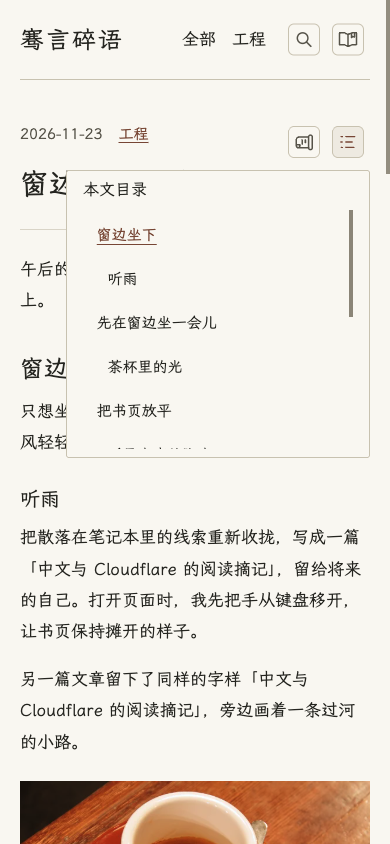 骞言碎语
全部 工程
2026-11-23 工程
窗边
本文目录
窗边坐下
听雨
先在窗边坐一会儿
茶杯里的光
把书页放平
午后的
上。
窗边
只想坐
风轻轻
听雨
把散落在笔记本里的线索重新收拢，写成一篇
「中文与 Cloudflare 的阅读摘记」，留给将来
的自己。打开页面时，我先把手从键盘移开，
让书页保持摊开的样子。
另一篇文章留下了同样的字样「中文与
Cloudflare 的阅读摘记」，旁边画着一条过河
的小路。